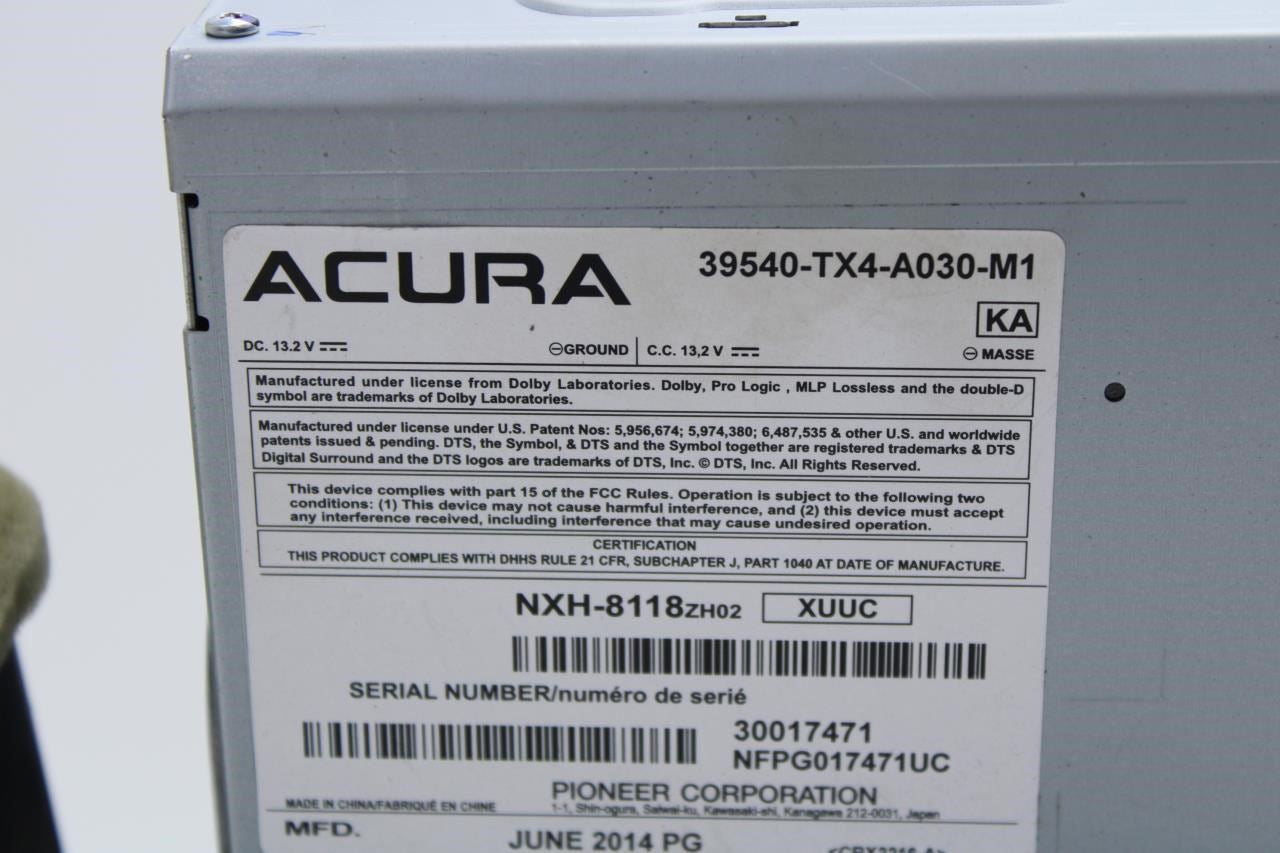 ACURA
39540-TX4-A030-M1
KA
DC. 13.2 V
⊖GROUND
C.C. 13,2 V
⊖ MASSE
Manufactured under license from Dolby Laboratories. Dolby, Pro Logic , MLP Lossless and the double-D
symbol are trademarks of Dolby Laboratories.
Manufactured under license under U.S. Patent Nos: 5,956,674; 5,974,380; 6,487,535 & other U.S. and worldwide
patents issued & pending. DTS, the Symbol, & DTS and the Symbol together are registered trademarks & DTS
Digital Surround and the DTS logos are trademarks of DTS, Inc. © DTS, Inc. All Rights Reserved.
This device complies with part 15 of the FCC Rules. Operation is subject to the following two
conditions: (1) This device may not cause harmful interference, and (2) this device must accept
any interference received, including interference that may cause undesired operation.
CERTIFICATION
THIS PRODUCT COMPLIES WITH DHHS RULE 21 CFR, SUBCHAPTER J, PART 1040 AT DATE OF MANUFACTURE.
NXH-8118ZH02 XUUC
SERIAL NUMBER/numéro de serié
30017471
NFPG017471UC
PIONEER CORPORATION
MADE IN CHINA/FABRIQUÉ EN CHINE
1-1, Shin-ogura, Saiwai-ku, Kawasaki-shi, Kanagawa 212-0031, Japan
MFD.
JUNE 2014 PG